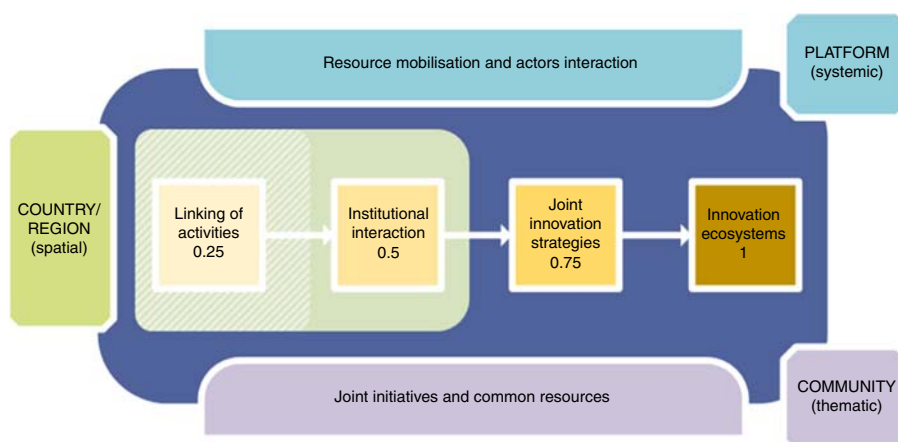 Resource mobilisation and actors interaction
PLATFORM
(systemic)
COUNTRY/
REGION
(spatial)
Linking of
activities
0.25
Institutional
interaction
0.5
Joint
innovation
strategies
0.75
Innovation
ecosystems
1
Joint initiatives and common resources
COMMUNITY
(thematic)